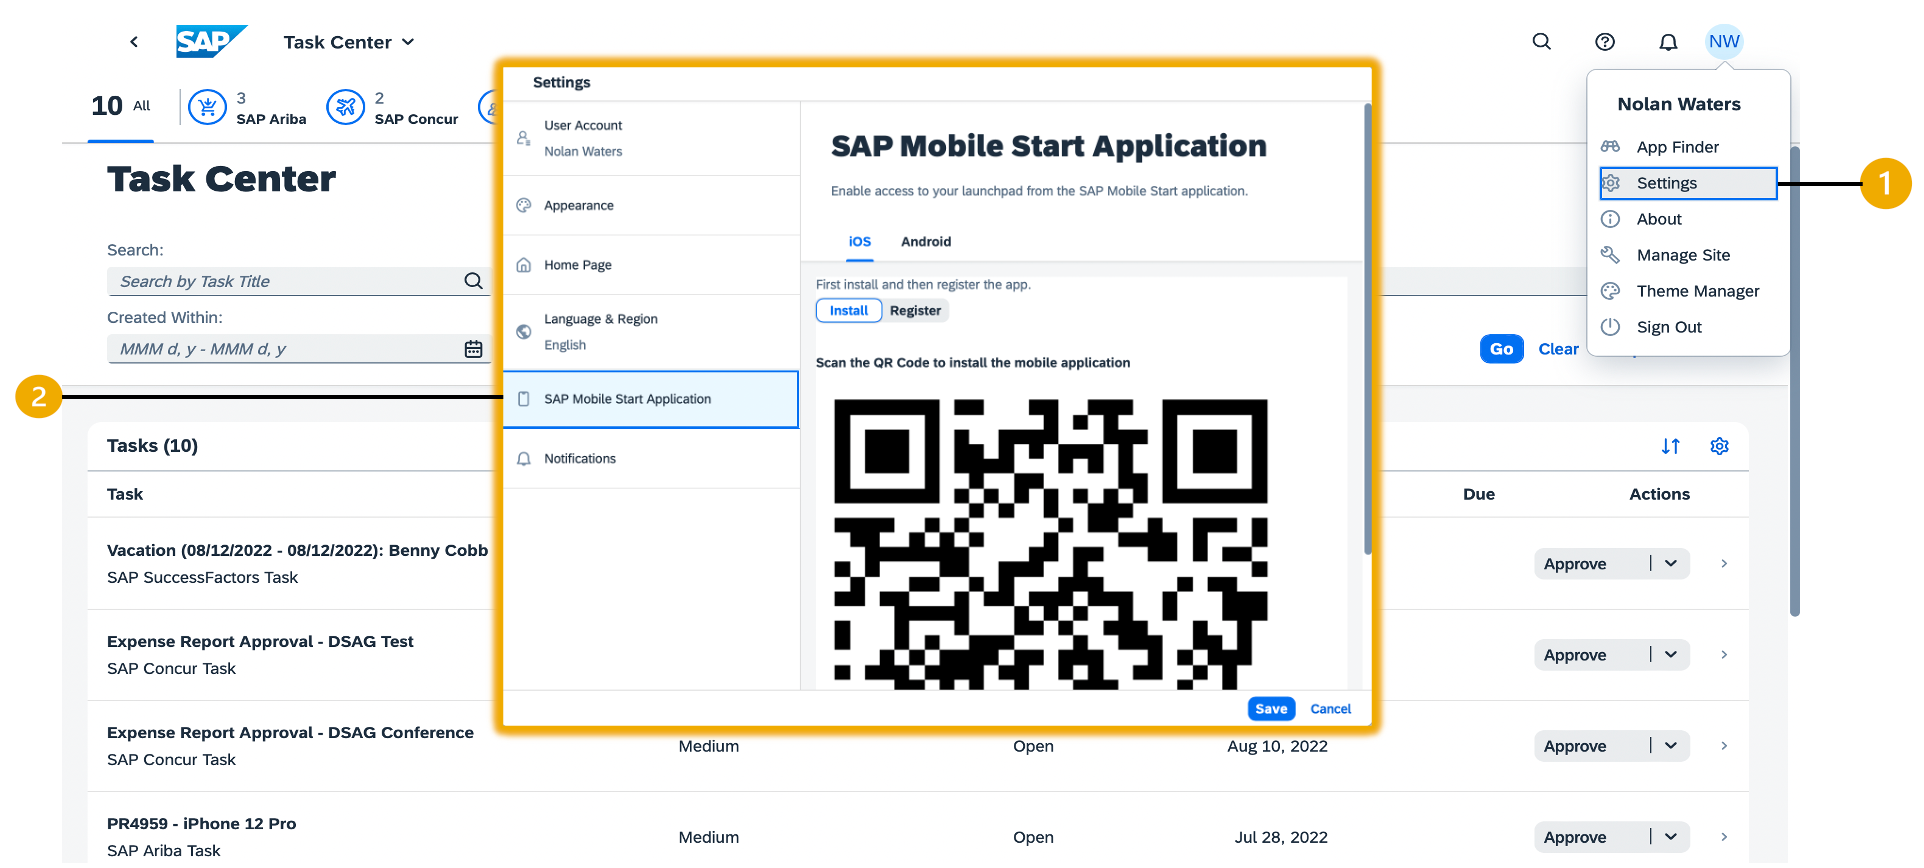 SAP
Task Center
NW
10 All
3
SAP Ariba
2
SAP Concur
Task Center
Search:
Search by Task Title
Created Within:
MMM d, y - MMM d, y
Go
Clear
Nolan Waters
App Finder
Settings
About
Manage Site
Theme Manager
Sign Out
1
2
Settings
User Account
Nolan Waters
Appearance
Home Page
Language & Region
English
SAP Mobile Start Application
Notifications
SAP Mobile Start Application
Enable access to your launchpad from the SAP Mobile Start application.
iOS Android
First install and then register the app.
Install Register
Scan the QR Code to install the mobile application
Save Cancel
Tasks (10)
Task Due Actions
Vacation (08/12/2022 - 08/12/2022): Benny Cobb
SAP SuccessFactors Task
Approve
Expense Report Approval - DSAG Test
SAP Concur Task
Approve
Expense Report Approval - DSAG Conference
SAP Concur Task
Medium Open Aug 10, 2022 Approve
PR4959 - iPhone 12 Pro
SAP Ariba Task
Medium Open Jul 28, 2022 Approve